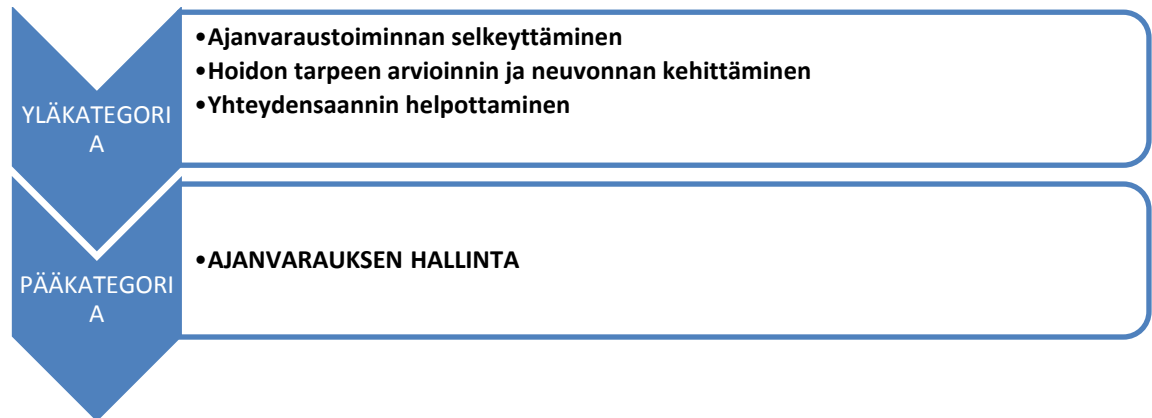 •Ajanvaraustoiminnan selkeyttäminen
•Hoidon tarpeen arvioinnin ja neuvonnan kehittäminen
•Yhteydensaannin helpottaminen
YLÄKATEGORI
A
•AJANVARAUKSEN HALLINTA
PÄÄKATEGORI
A